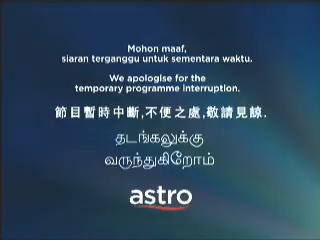 Mohon maaf,
siaran terganggu untuk sementara waktu.
We apologise for the
temporary programme interruption.
節目暫時中斷,不便之處,敬請見諒.
தடங்கலுக்கு
வருந்துகிறோம்
astro